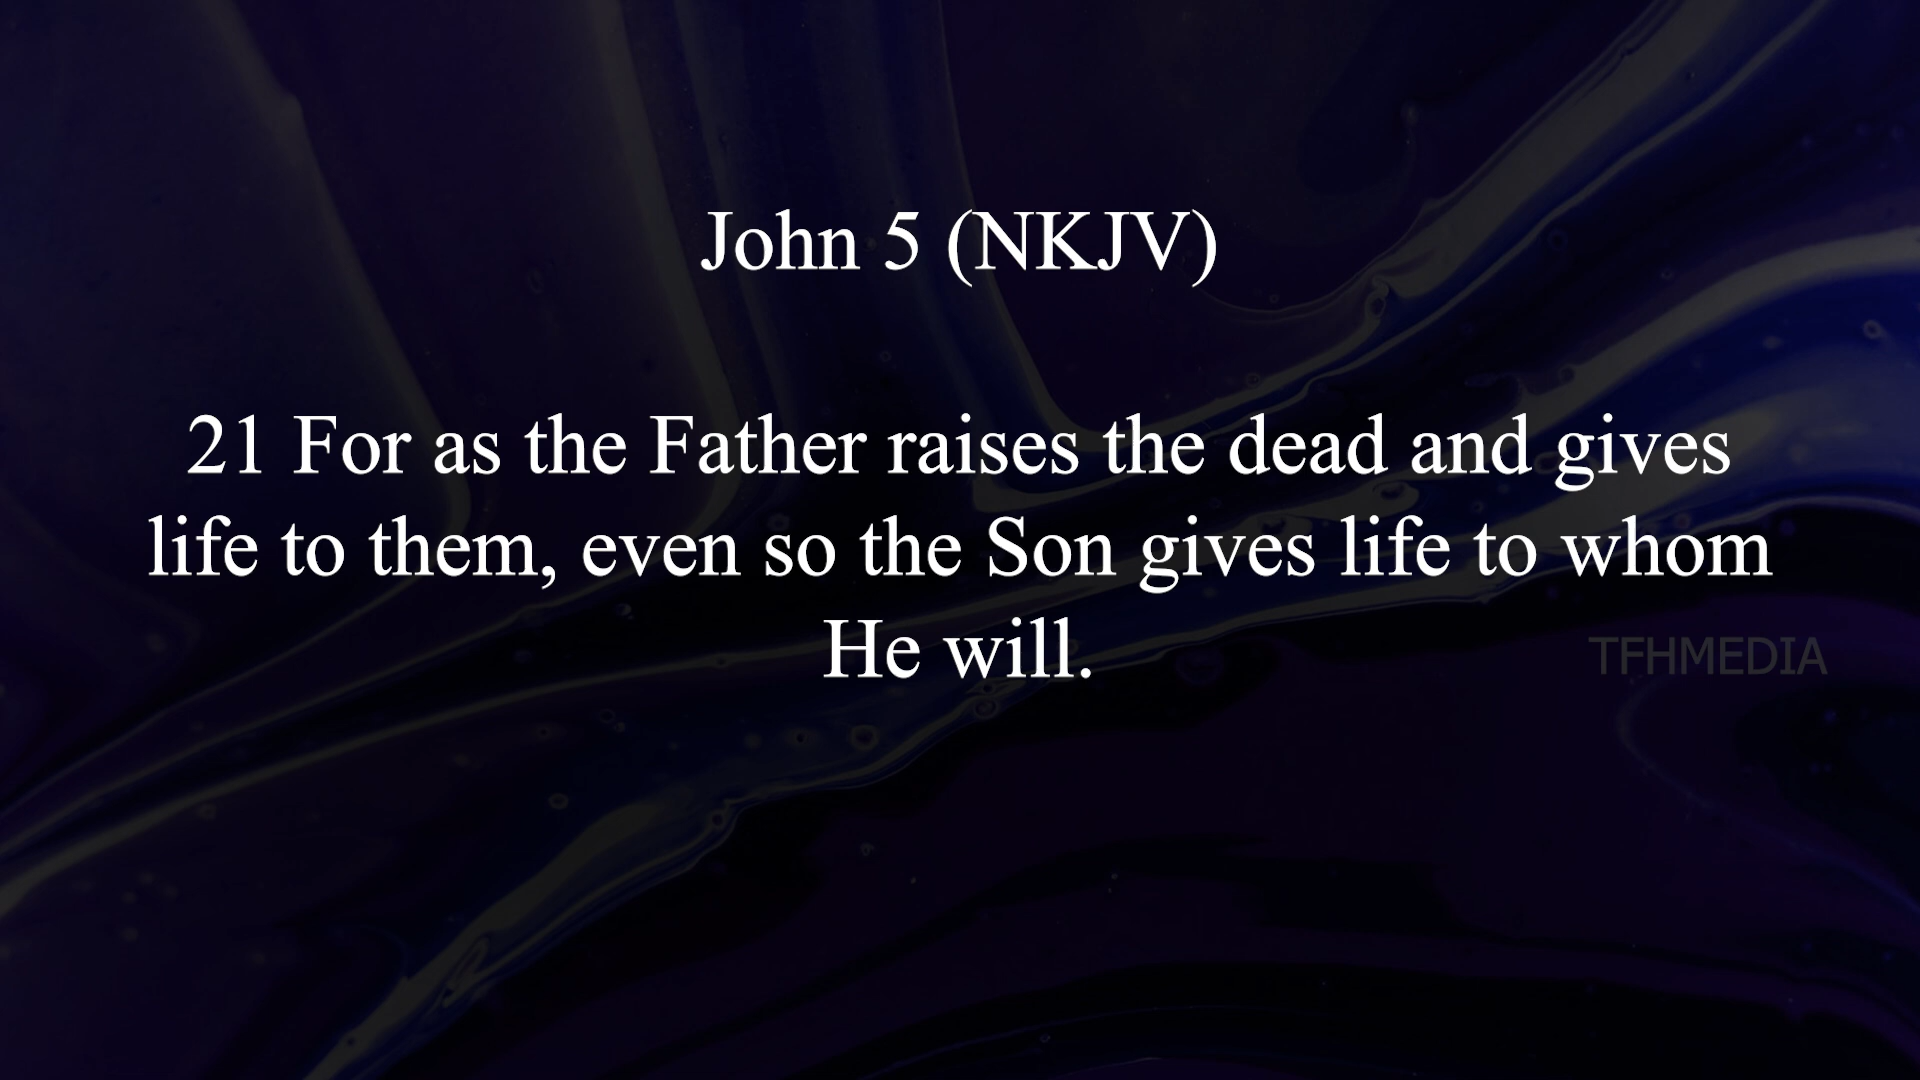 John 5 (NKJV)
21 For as the Father raises the dead and gives
life to them, even so the Son gives life to whom
He will.
TFHMEDIA